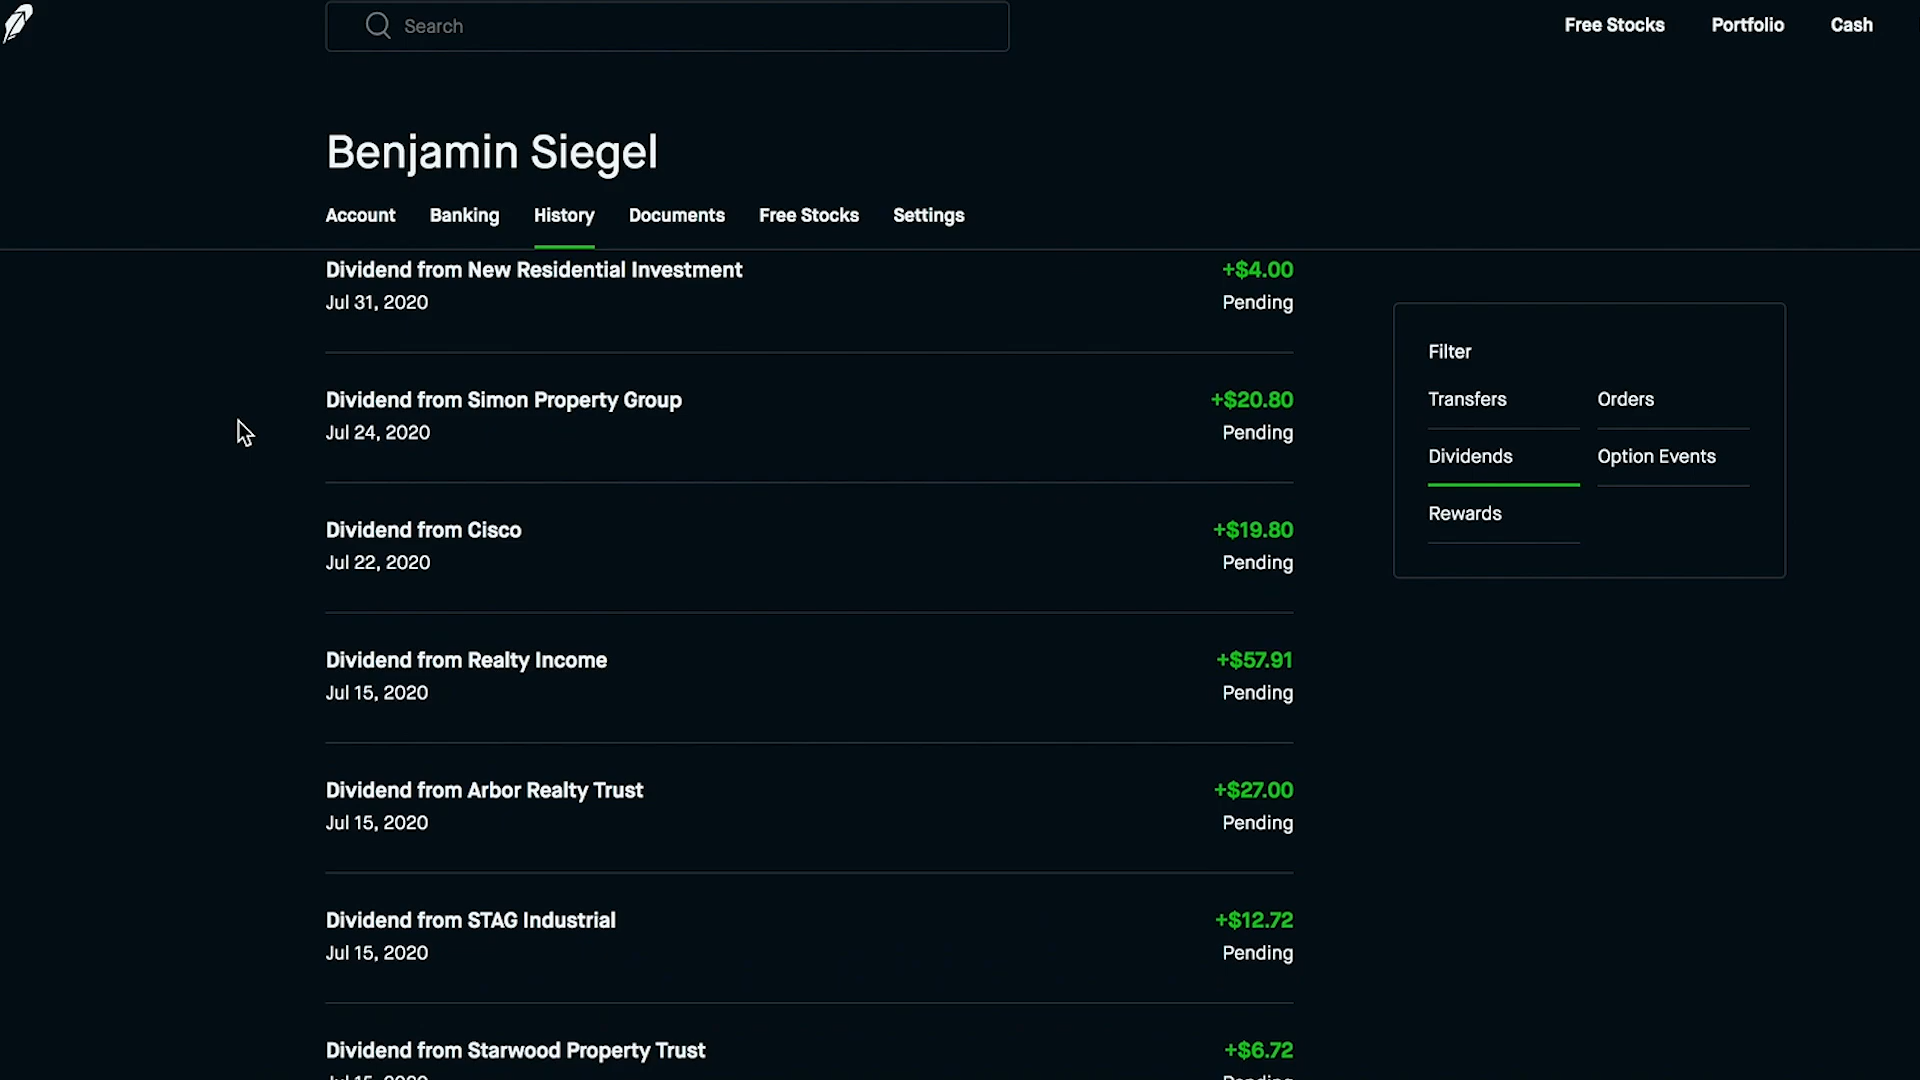 Search
Free Stocks Portfolio Cash
Benjamin Siegel
Account Banking History Documents Free Stocks Settings
Dividend from New Residential Investment +$4.00
Jul 31, 2020 Pending
Dividend from Simon Property Group +$20.80
Jul 24, 2020 Pending
Dividend from Cisco +$19.80
Jul 22, 2020 Pending
Dividend from Realty Income +$57.91
Jul 15, 2020 Pending
Dividend from Arbor Realty Trust +$27.00
Jul 15, 2020 Pending
Dividend from STAG Industrial +$12.72
Jul 15, 2020 Pending
Dividend from Starwood Property Trust +$6.72
Jul 15, 2020 Pending
Filter
Transfers Orders
Dividends Option Events
Rewards